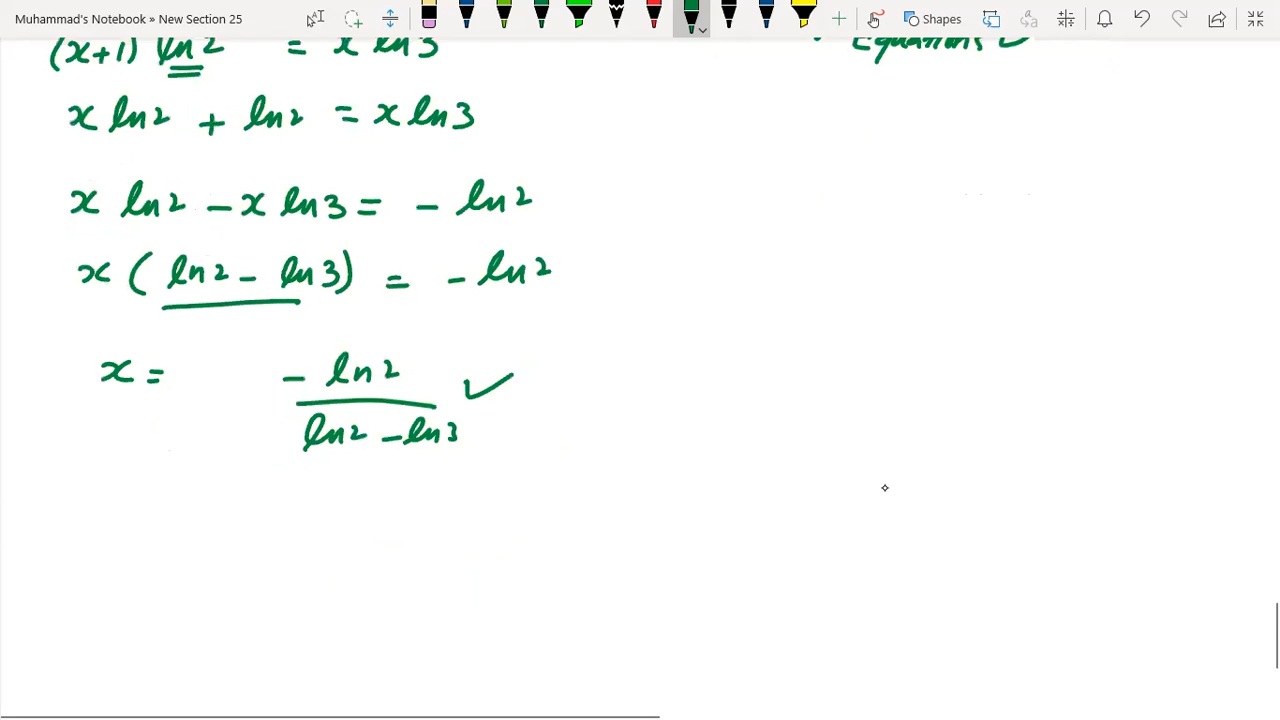 Muhammad's Notebook » New Section 25
Shapes
(x+1) ln2 = x ln3
x ln2 + ln2 = x ln3
x ln2 - x ln3 = - ln2
x ( ln2 - ln3) = - ln2
x = - ln2
ln2 - ln3
Equations